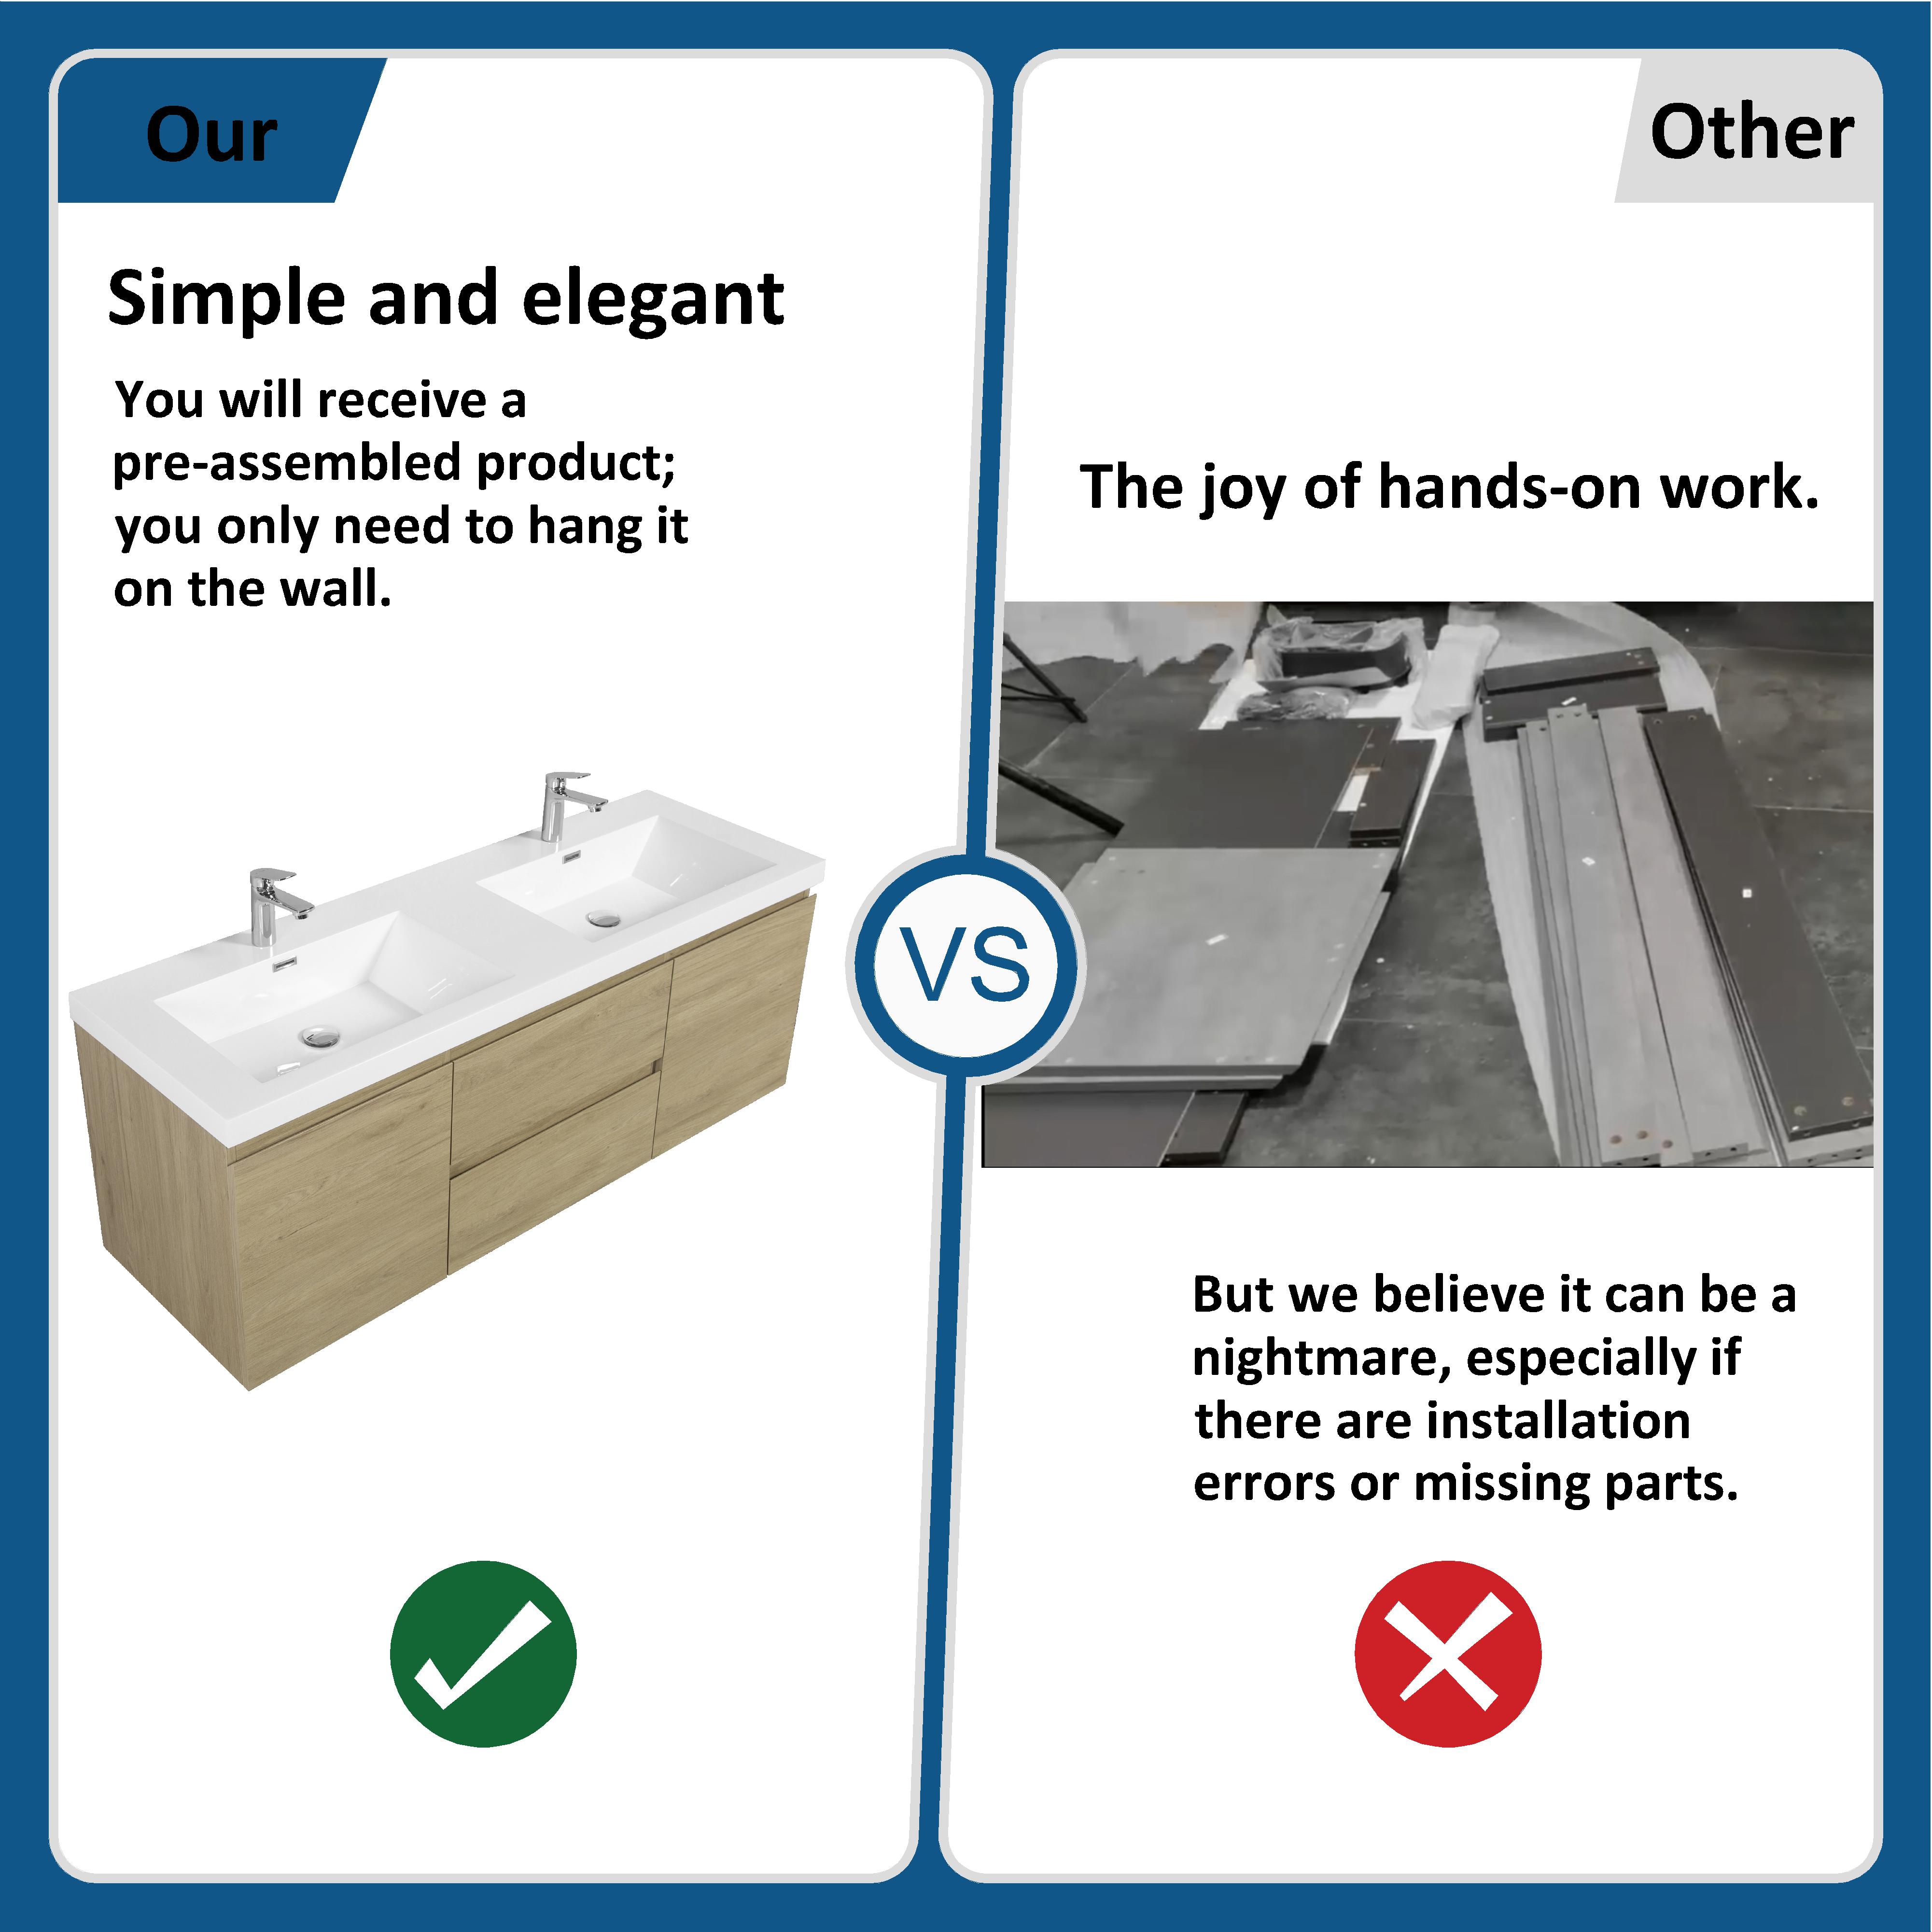 Our
Simple and elegant
You will receive a
pre-assembled product;
you only need to hang it
on the wall.
VS
Other
The joy of hands-on work.
But we believe it can be a
nightmare, especially if
there are installation
errors or missing parts.